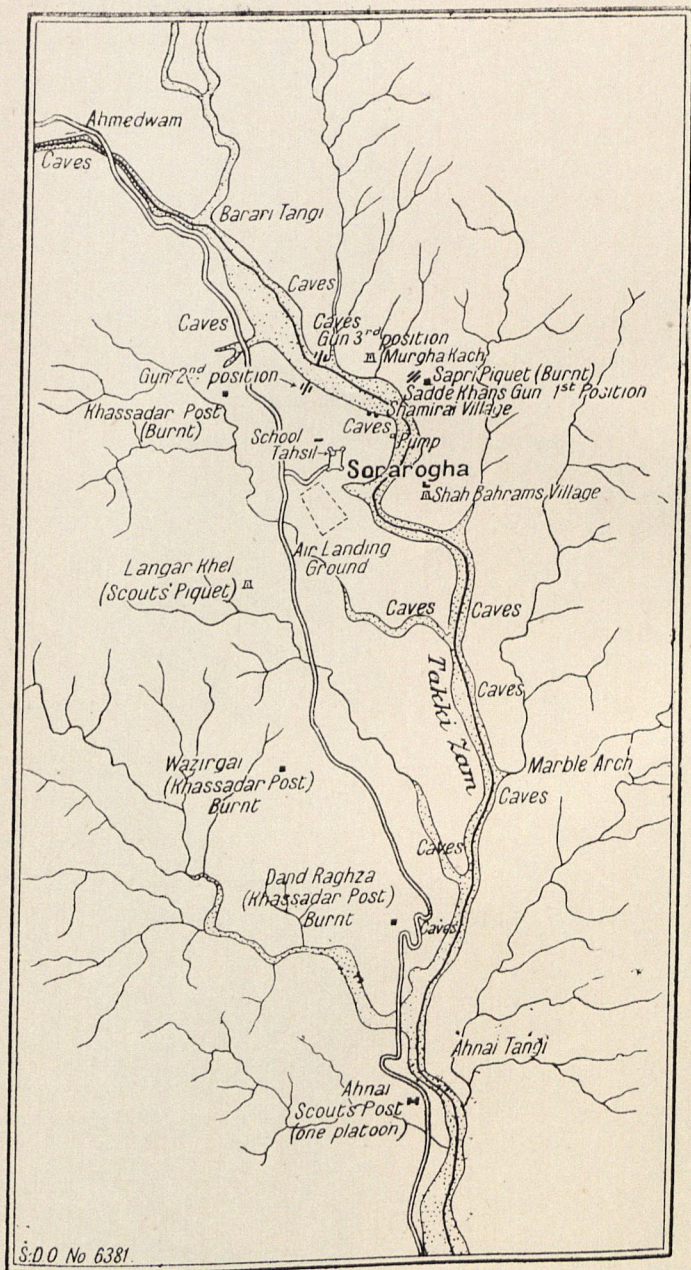 Ahmedwam
Caves
Barari Tangi
Caves
Caves
Caves
Gun 3rd position
Murgha Kach
Gun 2nd position
Sapri Piquet (Burnt)
Sadde Khans Gun 1st Position
Khassadar Post
(Burnt)
Shamirai Village
Caves
Pump
School
Tahsil
Sorarogha
Shah Bahrams Village
Air Landing
Ground
Langar Khel
(Scouts' Piquet)
Caves
Caves
Takki Zam
Caves
Wazirgai
(Khassadar Post)
Burnt
Marble Arch
Caves
Caves
Dand Raghza
(Khassadar Post)
Burnt
Caves
Ahnai Tangi
Ahnai
Scout's Post
(one platoon)
S.D.O No 6381.